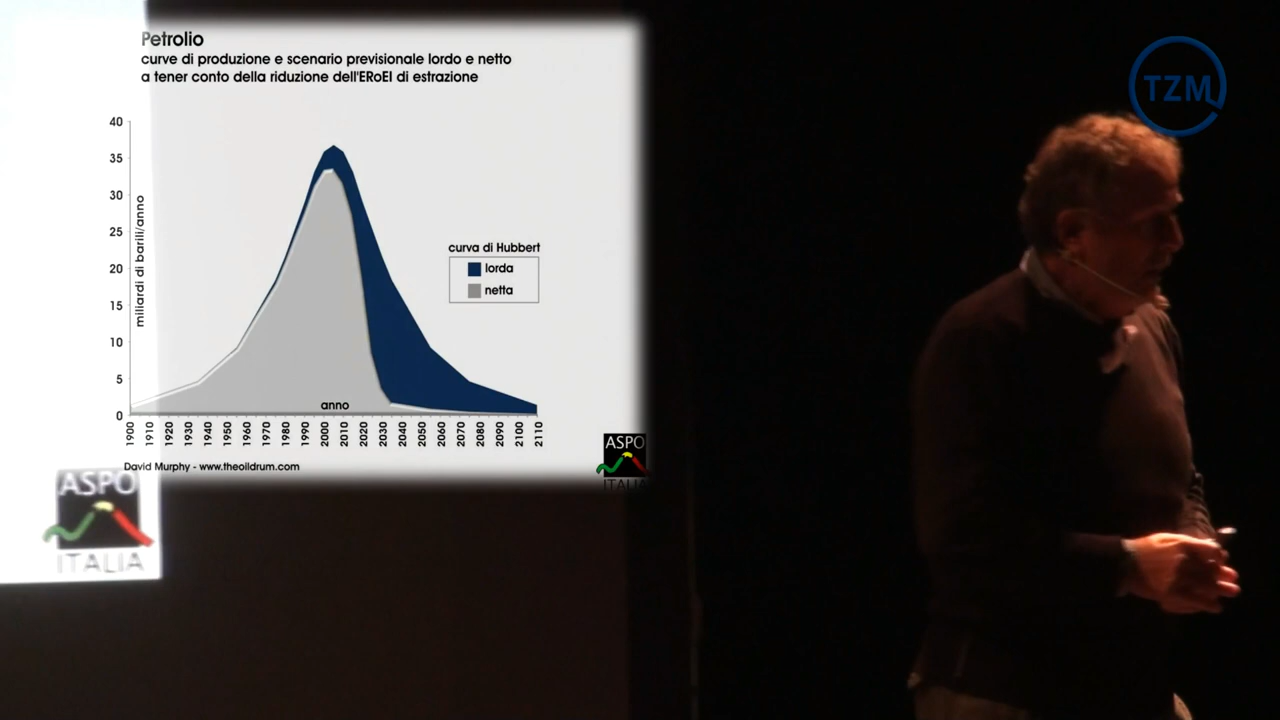 Petrolio
curve di produzione e scenario previsionale lordo e netto
a tener conto della riduzione dell'ERoEI di estrazione
TZM
40
35
30
25
20
15
10
5
0
miliardi di barili/anno
curva di Hubbert
lorda
netta
anno
1900 1910 1920 1930 1940 1950 1960 1970 1980 1990 2000 2010 2020 2030 2040 2050 2060 2070 2080 2090 2100 2110
David Murphy - www.theoildrum.com
ASPO
ITALIA
ASPO
ITALIA